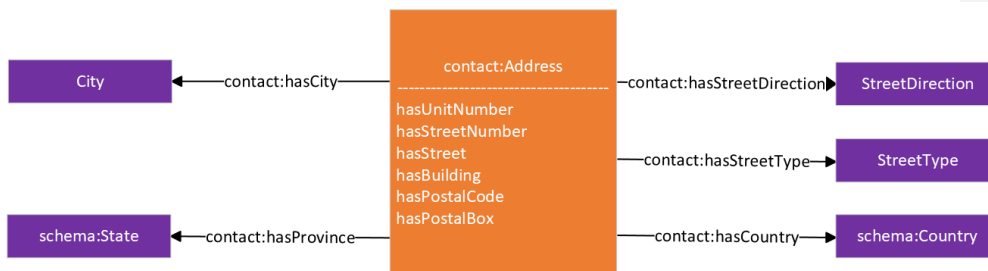 contact:Address
---------------------------------------
hasUnitNumber
hasStreetNumber
hasStreet
hasBuilding
hasPostalCode
hasPostalBox
City
contact:hasCity
schema:State
contact:hasProvince
contact:hasStreetDirection
StreetDirection
contact:hasStreetType
StreetType
contact:hasCountry
schema:Country